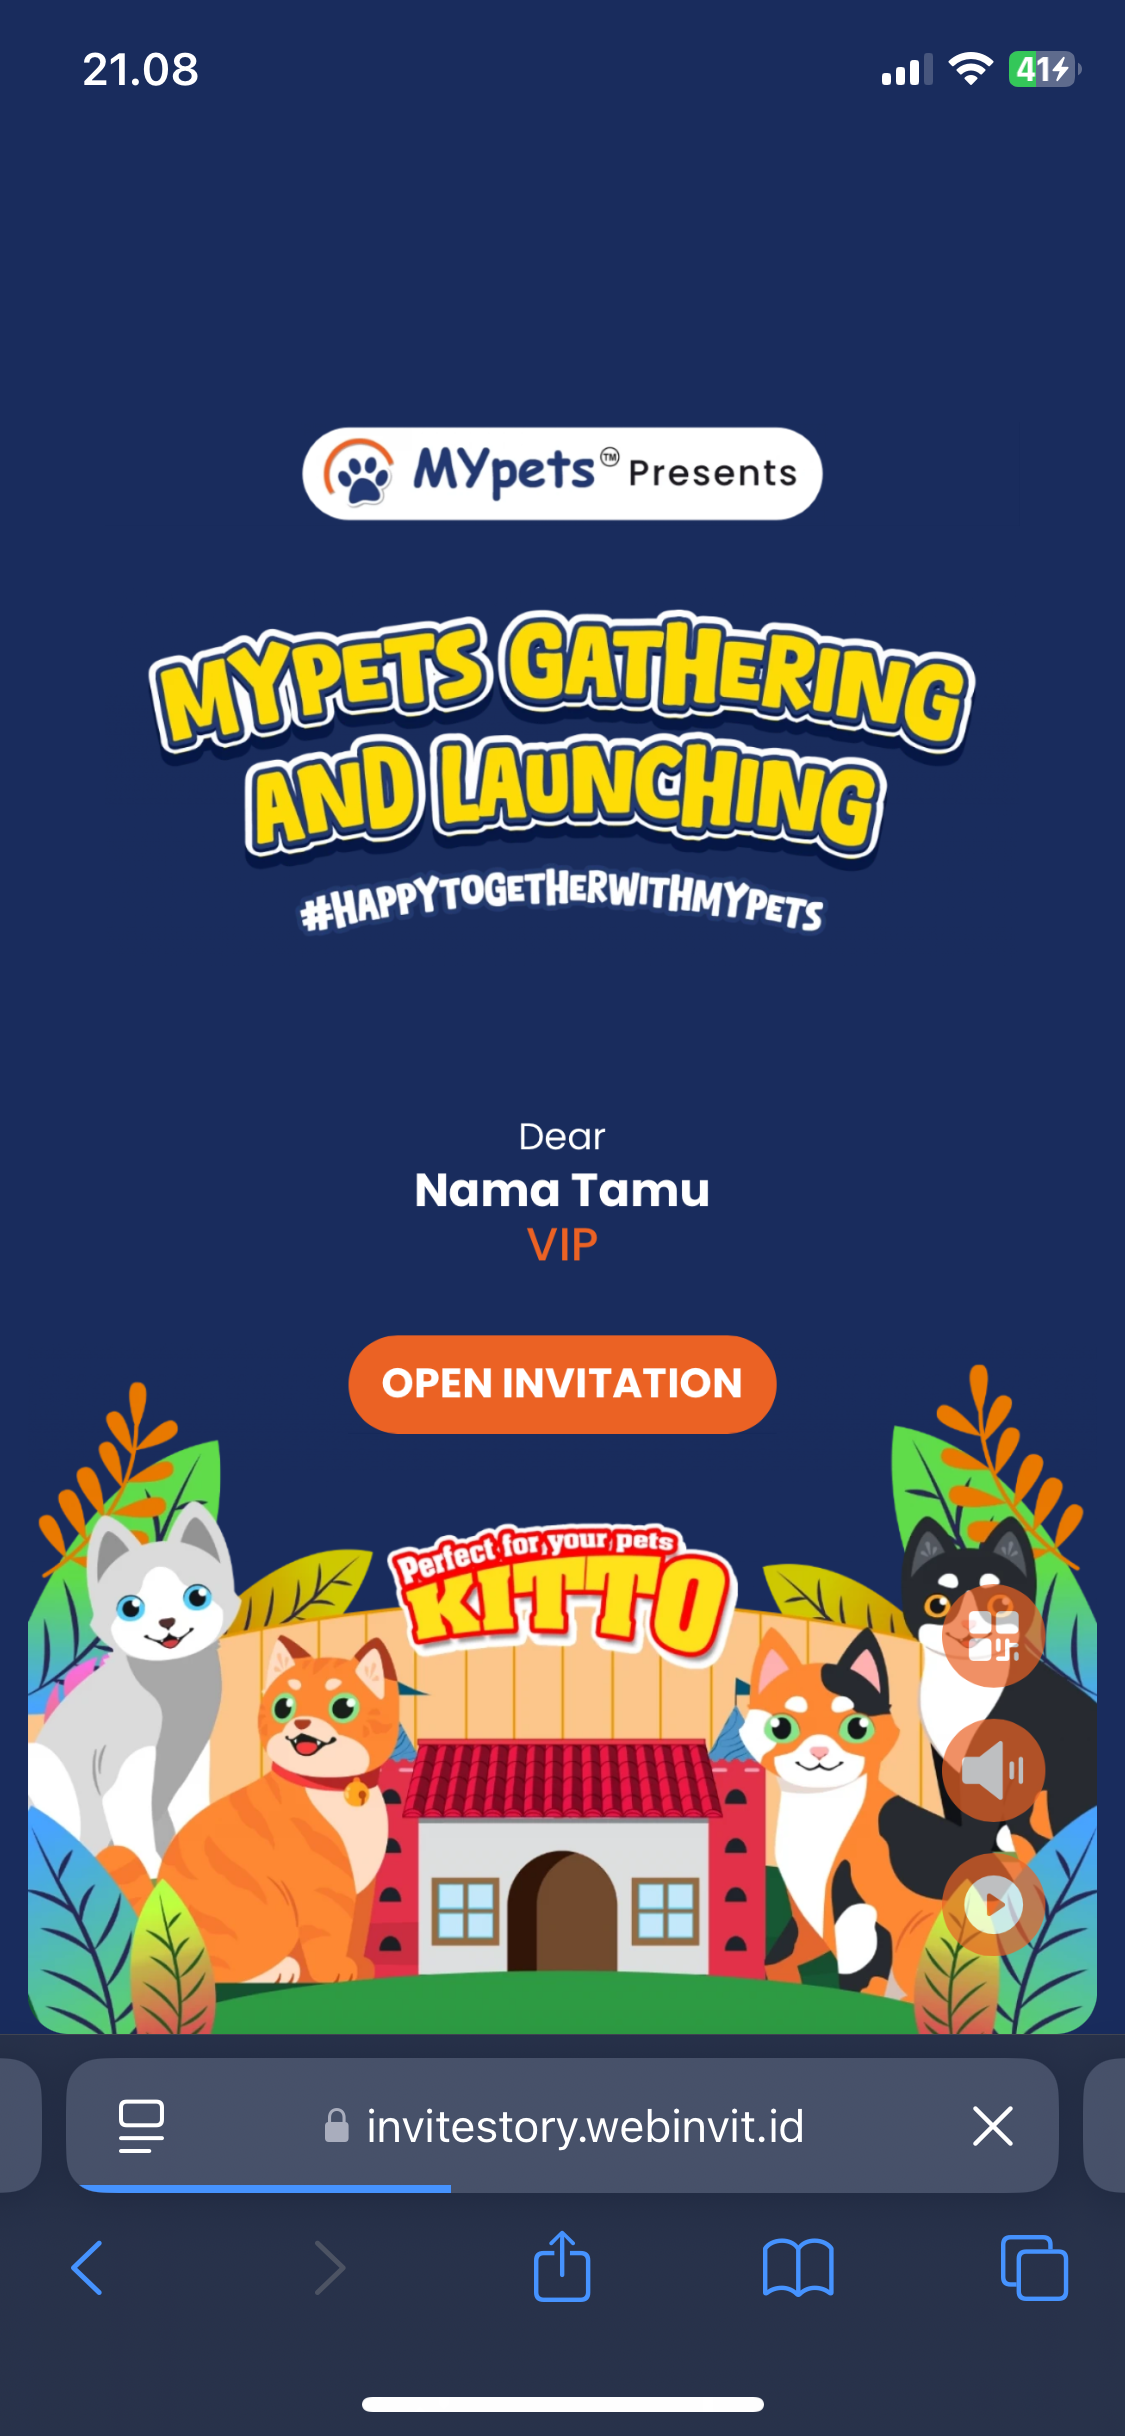 21.08
41
MYpets™ Presents
MYPETS GATHERING
AND LAUNCHING
#HAPPYTOGETHERWITHMYPETS
Dear
Nama Tamu
VIP
OPEN INVITATION
Perfect for your pets
KITTO
invitestory.webinvit.id